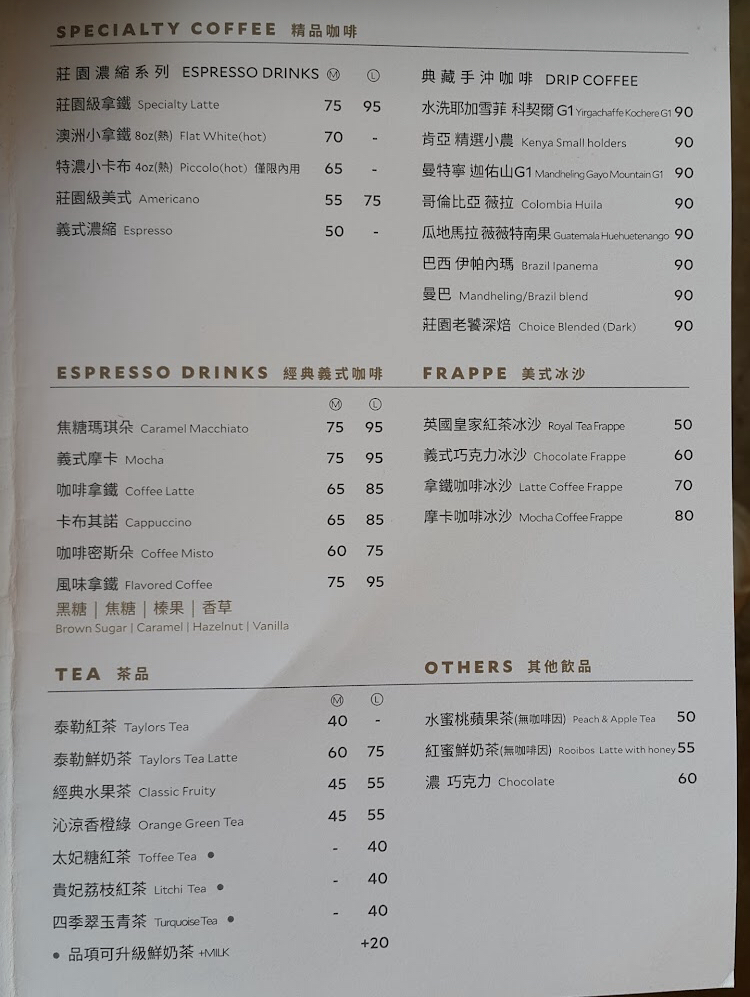 SPECIALTY COFFEE 精品咖啡
莊園濃縮系列 ESPRESSO DRINKS Ⓜ Ⓛ
莊園級拿鐵 Specialty Latte 75 95
澳洲小拿鐵 8oz(熱) Flat White(hot) 70 -
特濃小卡布 4oz(熱) Piccolo(hot) 僅限內用 65 -
莊園級美式 Americano 55 75
義式濃縮 Espresso 50 -
典藏手沖咖啡 DRIP COFFEE
水洗耶加雪菲 科契爾 G1 Yirgachaffe Kochere G1 90
肯亞 精選小農 Kenya Small holders 90
曼特寧 迦佑山G1 Mandheling Gayo Mountain G1 90
哥倫比亞 薇拉 Colombia Huila 90
瓜地馬拉 薇薇特南果 Guatemala Huehuetenango 90
巴西 伊帕內瑪 Brazil Ipanema 90
曼巴 Mandheling/Brazil blend 90
莊園老饕深焙 Choice Blended (Dark) 90
ESPRESSO DRINKS 經典義式咖啡
Ⓜ Ⓛ
焦糖瑪琪朵 Caramel Macchiato 75 95
義式摩卡 Mocha 75 95
咖啡拿鐵 Coffee Latte 65 85
卡布其諾 Cappuccino 65 85
咖啡密斯朵 Coffee Misto 60 75
風味拿鐵 Flavored Coffee 75 95
黑糖 | 焦糖 | 榛果 | 香草
Brown Sugar | Caramel | Hazelnut | Vanilla
FRAPPE 美式冰沙
英國皇家紅茶冰沙 Royal Tea Frappe 50
義式巧克力冰沙 Chocolate Frappe 60
拿鐵咖啡冰沙 Latte Coffee Frappe 70
摩卡咖啡冰沙 Mocha Coffee Frappe 80
TEA 茶品
Ⓜ Ⓛ
泰勒紅茶 Taylors Tea 40 -
泰勒鮮奶茶 Taylors Tea Latte 60 75
經典水果茶 Classic Fruity 45 55
沁涼香橙綠 Orange Green Tea 45 55
太妃糖紅茶 Toffee Tea ● - 40
貴妃荔枝紅茶 Litchi Tea ● - 40
四季翠玉青茶 Turquoise Tea ● - 40
● 品項可升級鮮奶茶 +MILK +20
OTHERS 其他飲品
水蜜桃蘋果茶(無咖啡因) Peach & Apple Tea 50
紅蜜鮮奶茶(無咖啡因) Rooibos Latte with honey 55
濃 巧克力 Chocolate 60